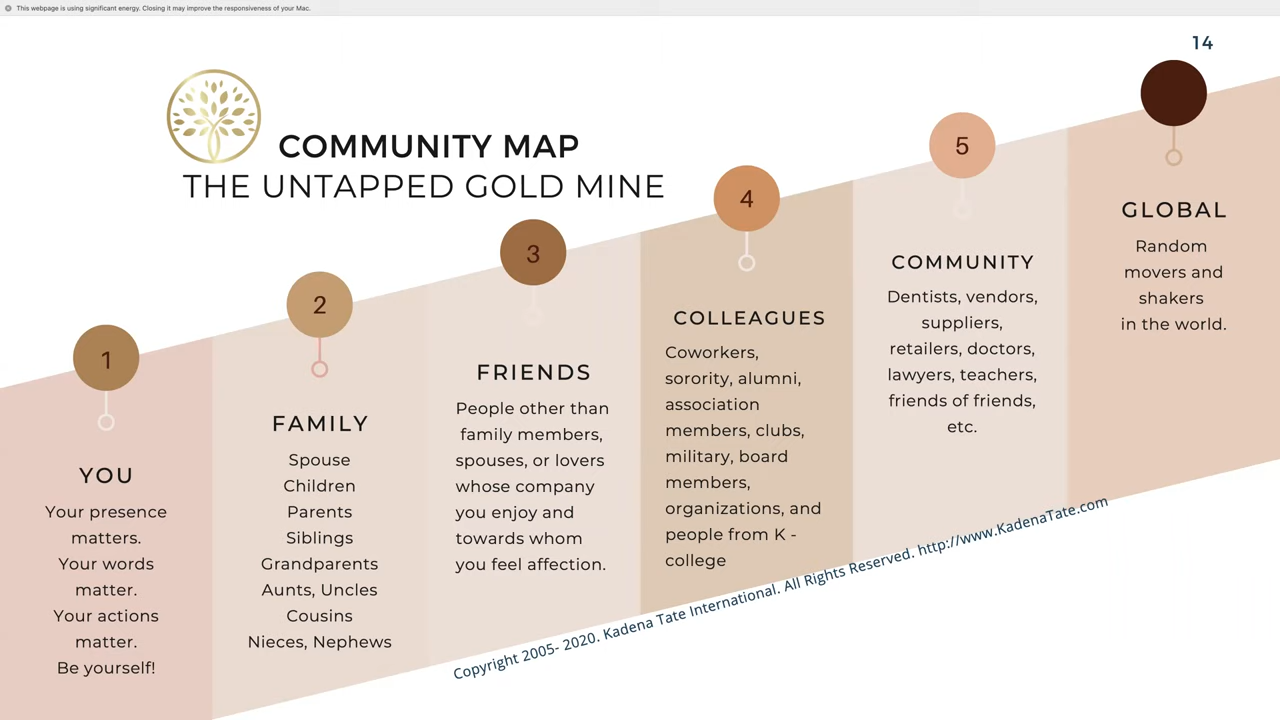 This webpage is using significant energy. Closing it may improve the responsiveness of your Mac.
14
COMMUNITY MAP
THE UNTAPPED GOLD MINE
1
YOU
Your presence
matters.
Your words
matter.
Your actions
matter.
Be yourself!
2
FAMILY
Spouse
Children
Parents
Siblings
Grandparents
Aunts, Uncles
Cousins
Nieces, Nephews
3
FRIENDS
People other than
family members,
spouses, or lovers
whose company
you enjoy and
towards whom
you feel affection.
4
COLLEAGUES
Coworkers,
sorority, alumni,
association
members, clubs,
military, board
members,
organizations, and
people from K -
college
5
COMMUNITY
Dentists, vendors,
suppliers,
retailers, doctors,
lawyers, teachers,
friends of friends,
etc.
GLOBAL
Random
movers and
shakers
in the world.
Copyright 2005- 2020. Kadena Tate International. All Rights Reserved. http://www.KadenaTate.com